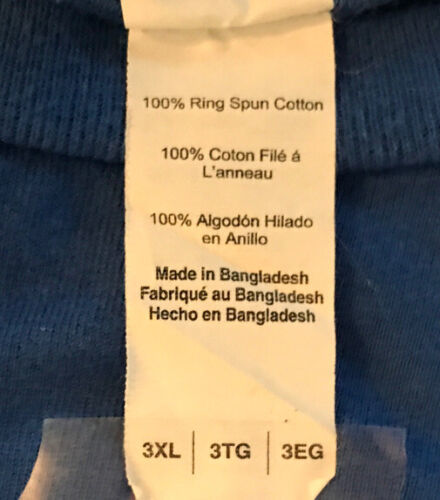 100% Ring Spun Cotton
100% Coton Filé á
L'anneau
100% Algodón Hilado
en Anillo
Made in Bangladesh
Fabriqué au Bangladesh
Hecho en Bangladesh
3XL | 3TG | 3EG